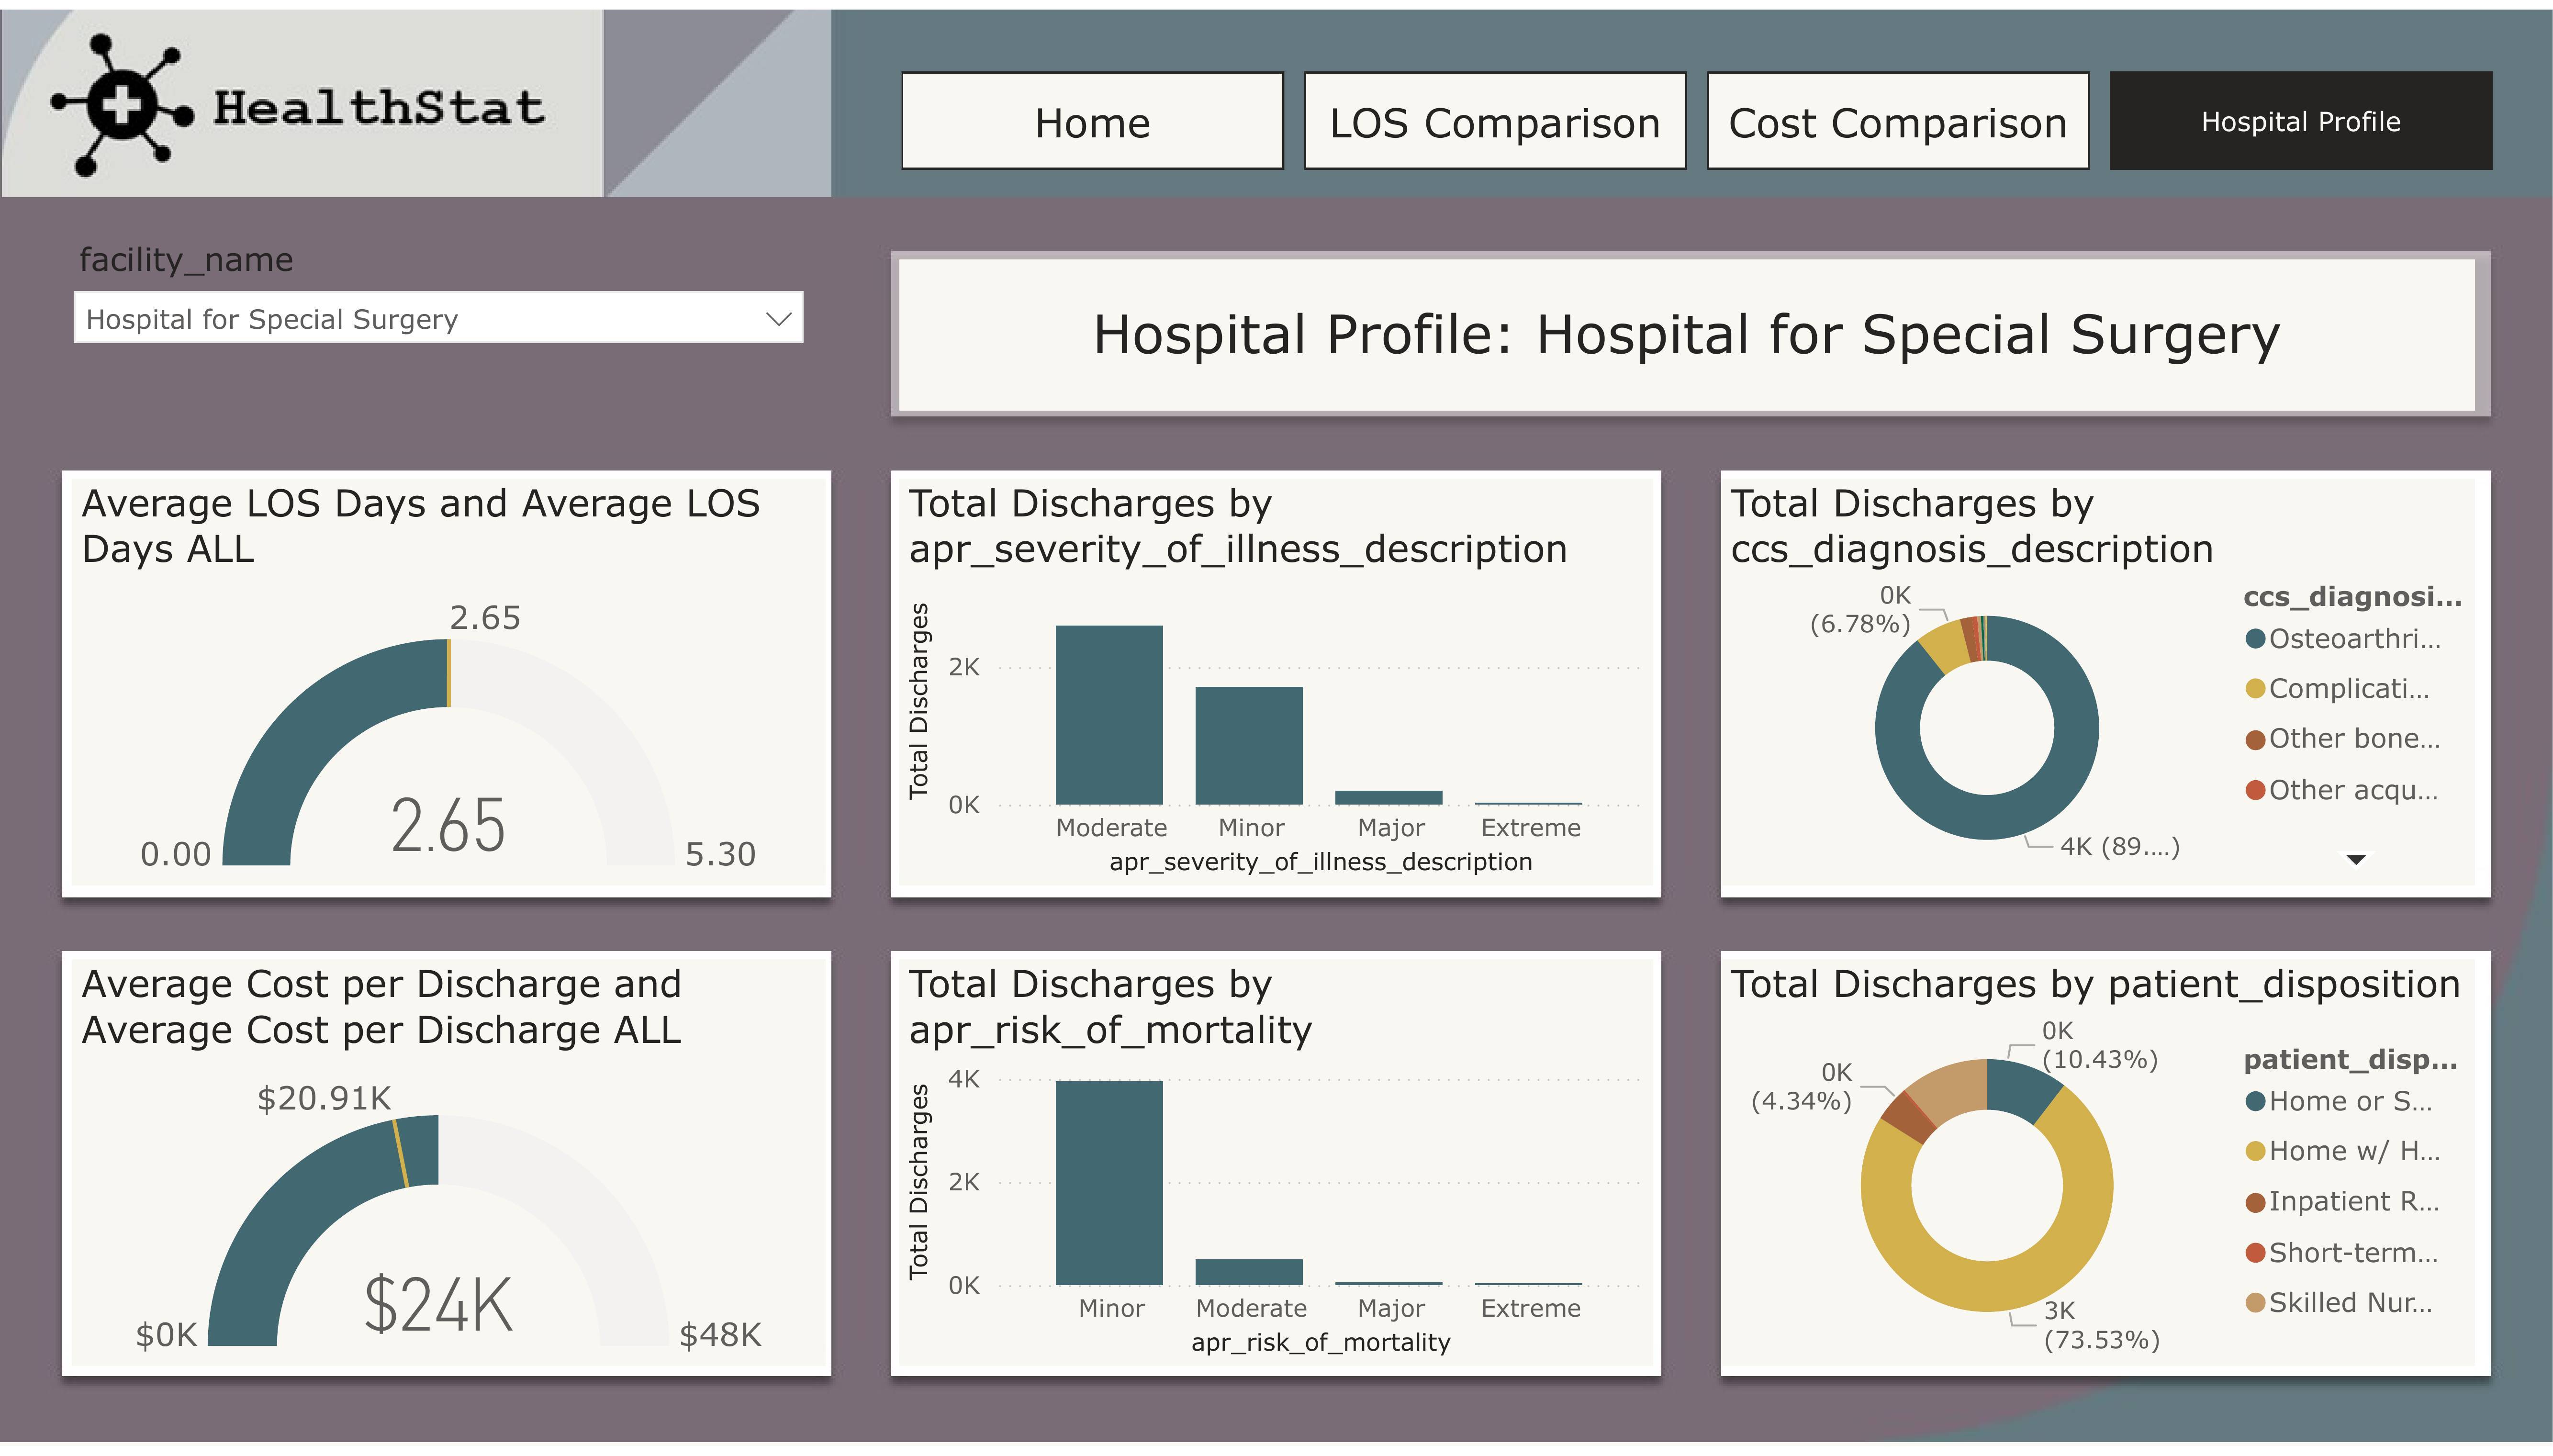 HealthStat
Home
LOS Comparison
Cost Comparison
Hospital Profile
facility_name
Hospital for Special Surgery
Hospital Profile: Hospital for Special Surgery
Average LOS Days and Average LOS
Days ALL
2.65
2.65
0.00
5.30
Total Discharges by
apr_severity_of_illness_description
Total Discharges
2K
0K
Moderate
Minor
Major
Extreme
apr_severity_of_illness_description
Total Discharges by
ccs_diagnosis_description
0K
(6.78%)
4K (89....)
ccs_diagnosi...
Osteoarthri...
Complicati...
Other bone...
Other acqu...
Average Cost per Discharge and
Average Cost per Discharge ALL
$20.91K
$24K
$0K
$48K
Total Discharges by
apr_risk_of_mortality
Total Discharges
4K
2K
0K
Minor
Moderate
Major
Extreme
apr_risk_of_mortality
Total Discharges by patient_disposition
0K
(10.43%)
0K
(4.34%)
3K
(73.53%)
patient_disp...
Home or S...
Home w/ H...
Inpatient R...
Short-term...
Skilled Nur...